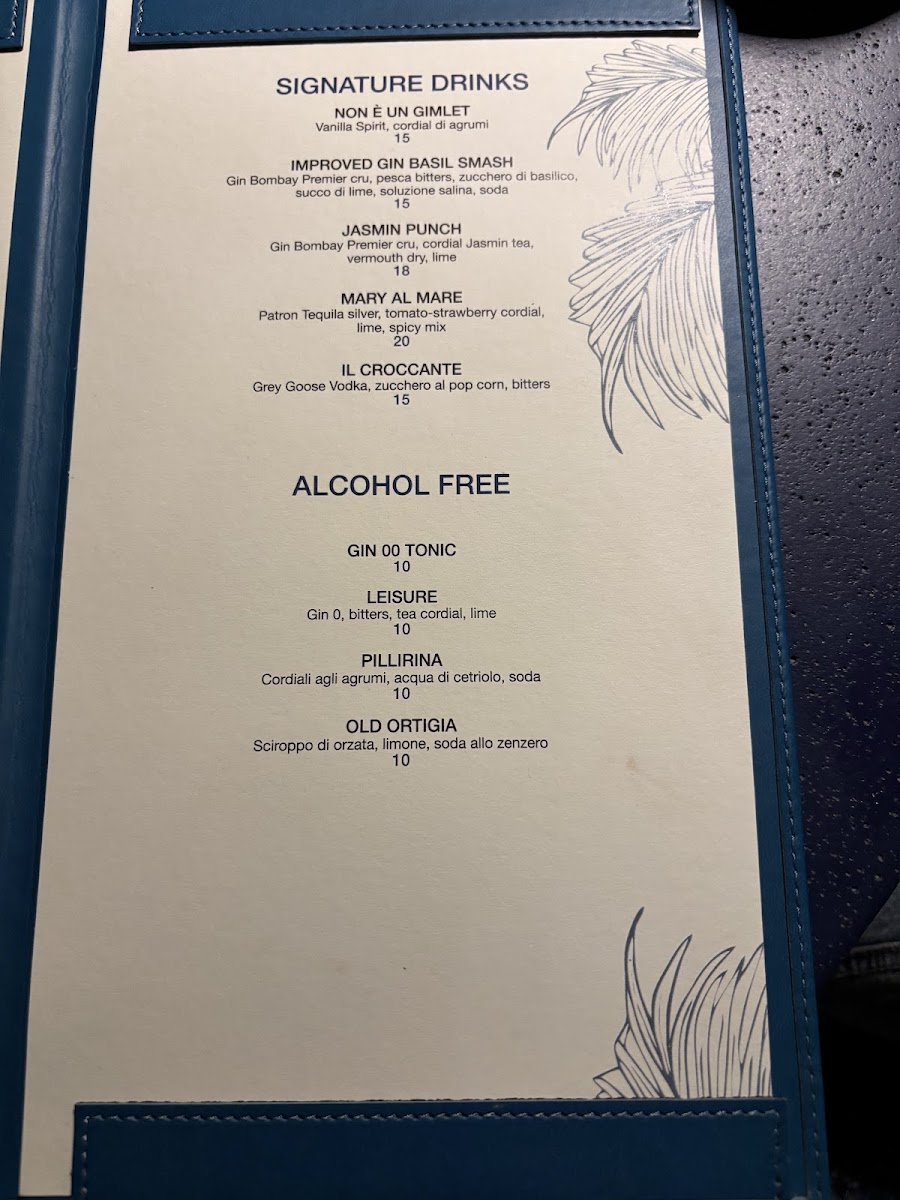 SIGNATURE DRINKS
NON È UN GIMLET
Vanilla Spirit, cordial di agrumi
15
IMPROVED GIN BASIL SMASH
Gin Bombay Premier cru, pesca bitters, zucchero di basilico,
succo di lime, soluzione salina, soda
15
JASMIN PUNCH
Gin Bombay Premier cru, cordial Jasmin tea,
vermouth dry, lime
18
MARY AL MARE
Patron Tequila silver, tomato-strawberry cordial,
lime, spicy mix
20
IL CROCCANTE
Grey Goose Vodka, zucchero al pop corn, bitters
15
ALCOHOL FREE
GIN 00 TONIC
10
LEISURE
Gin 0, bitters, tea cordial, lime
10
PILLIRINA
Cordiali agli agrumi, acqua di cetriolo, soda
10
OLD ORTIGIA
Sciroppo di orzata, limone, soda allo zenzero
10